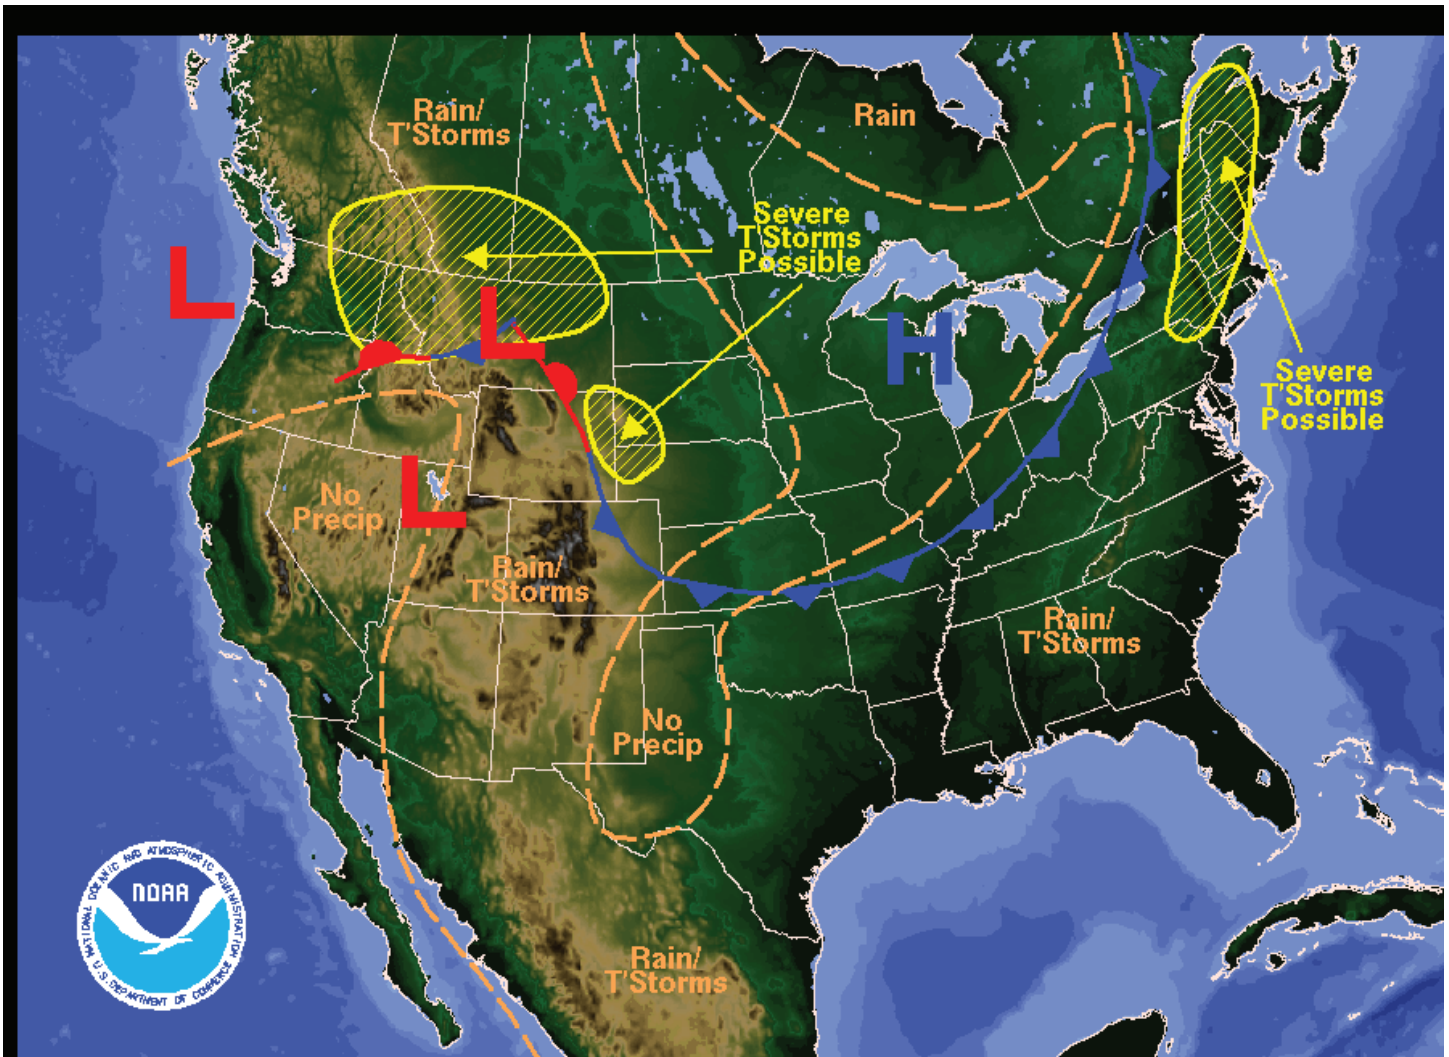 Rain/
T'Storms
Rain
Severe
T'Storms
Possible
L
L
H
Severe
T'Storms
Possible
No
Precip
L
Rain/
T'Storms
Rain/
T'Storms
No
Precip
Rain/
T'Storms
NATIONAL OCEANIC AND ATMOSPHERIC ADMINISTRATION
NOAA
U.S. DEPARTMENT OF COMMERCE